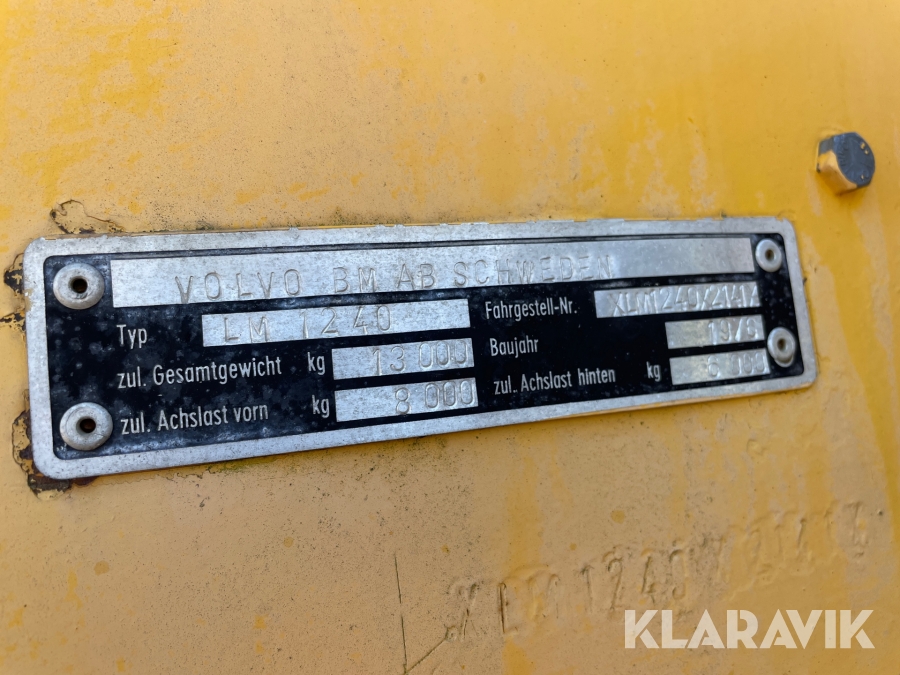 VOLVO BM AB SCHWEDEN
Typ LM 1240 Fahrgestell-Nr.
zul. Gesamtgewicht kg 13 000 Baujahr
zul. Achslast vorn kg 8 000 zul. Achslast hinten kg
KLARAVIK